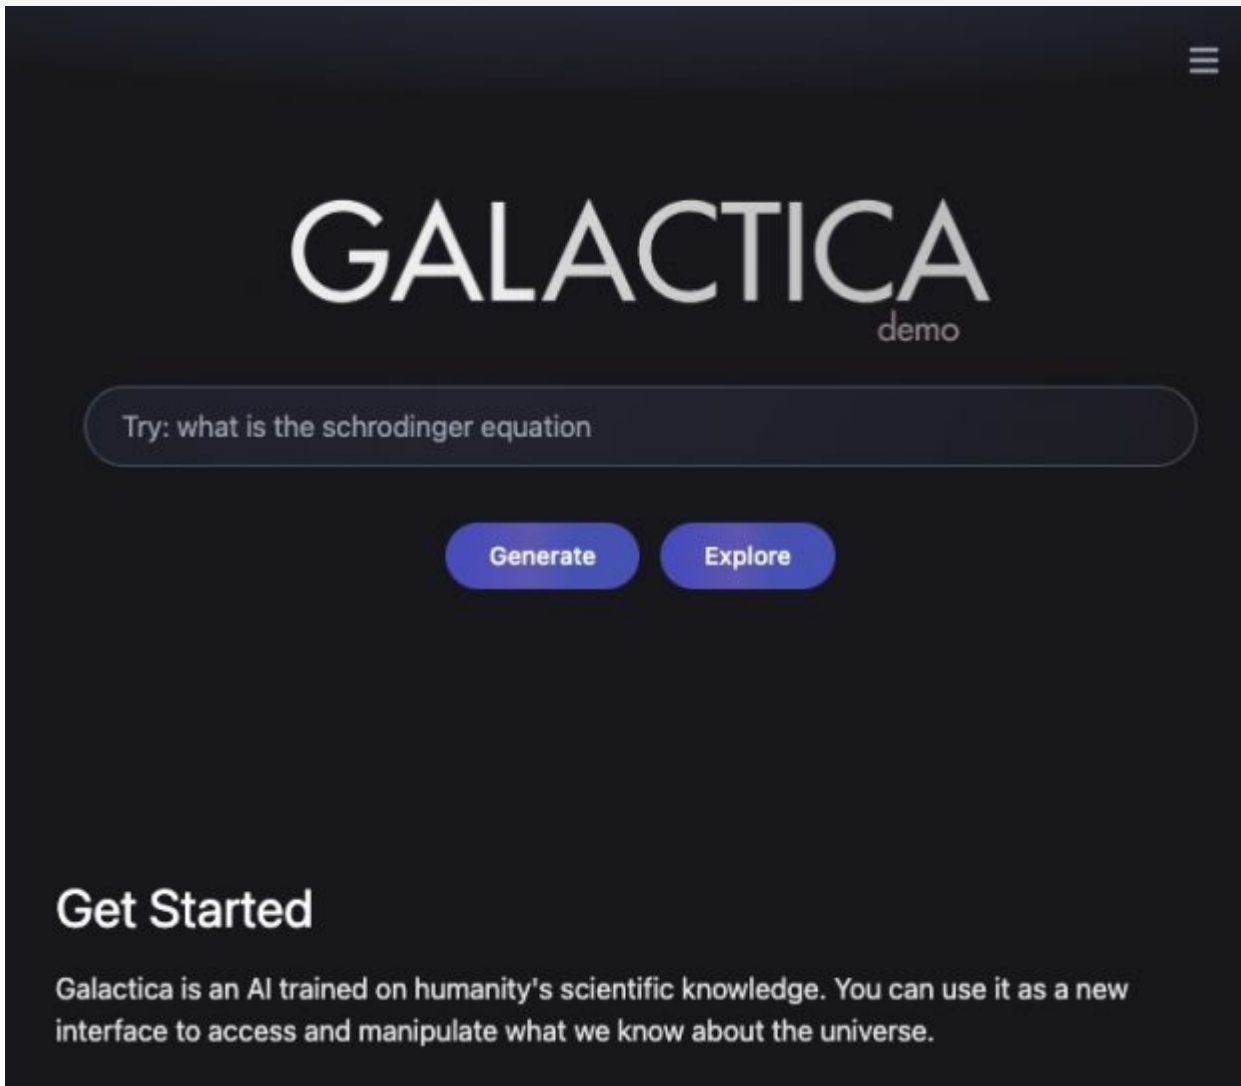 GALACTICA
demo
Try: what is the schrodinger equation
Generate Explore
Get Started
Galactica is an AI trained on humanity's scientific knowledge. You can use it as a new
interface to access and manipulate what we know about the universe.